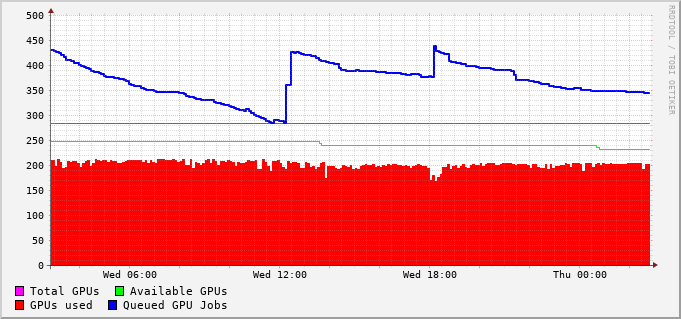 500
450
400
350
300
250
200
150
100
50
0
Wed 06:00 Wed 12:00 Wed 18:00 Thu 00:00
Total GPUs Available GPUs
GPUs used Queued GPU Jobs
RRDTOOL / TOBI OETIKER